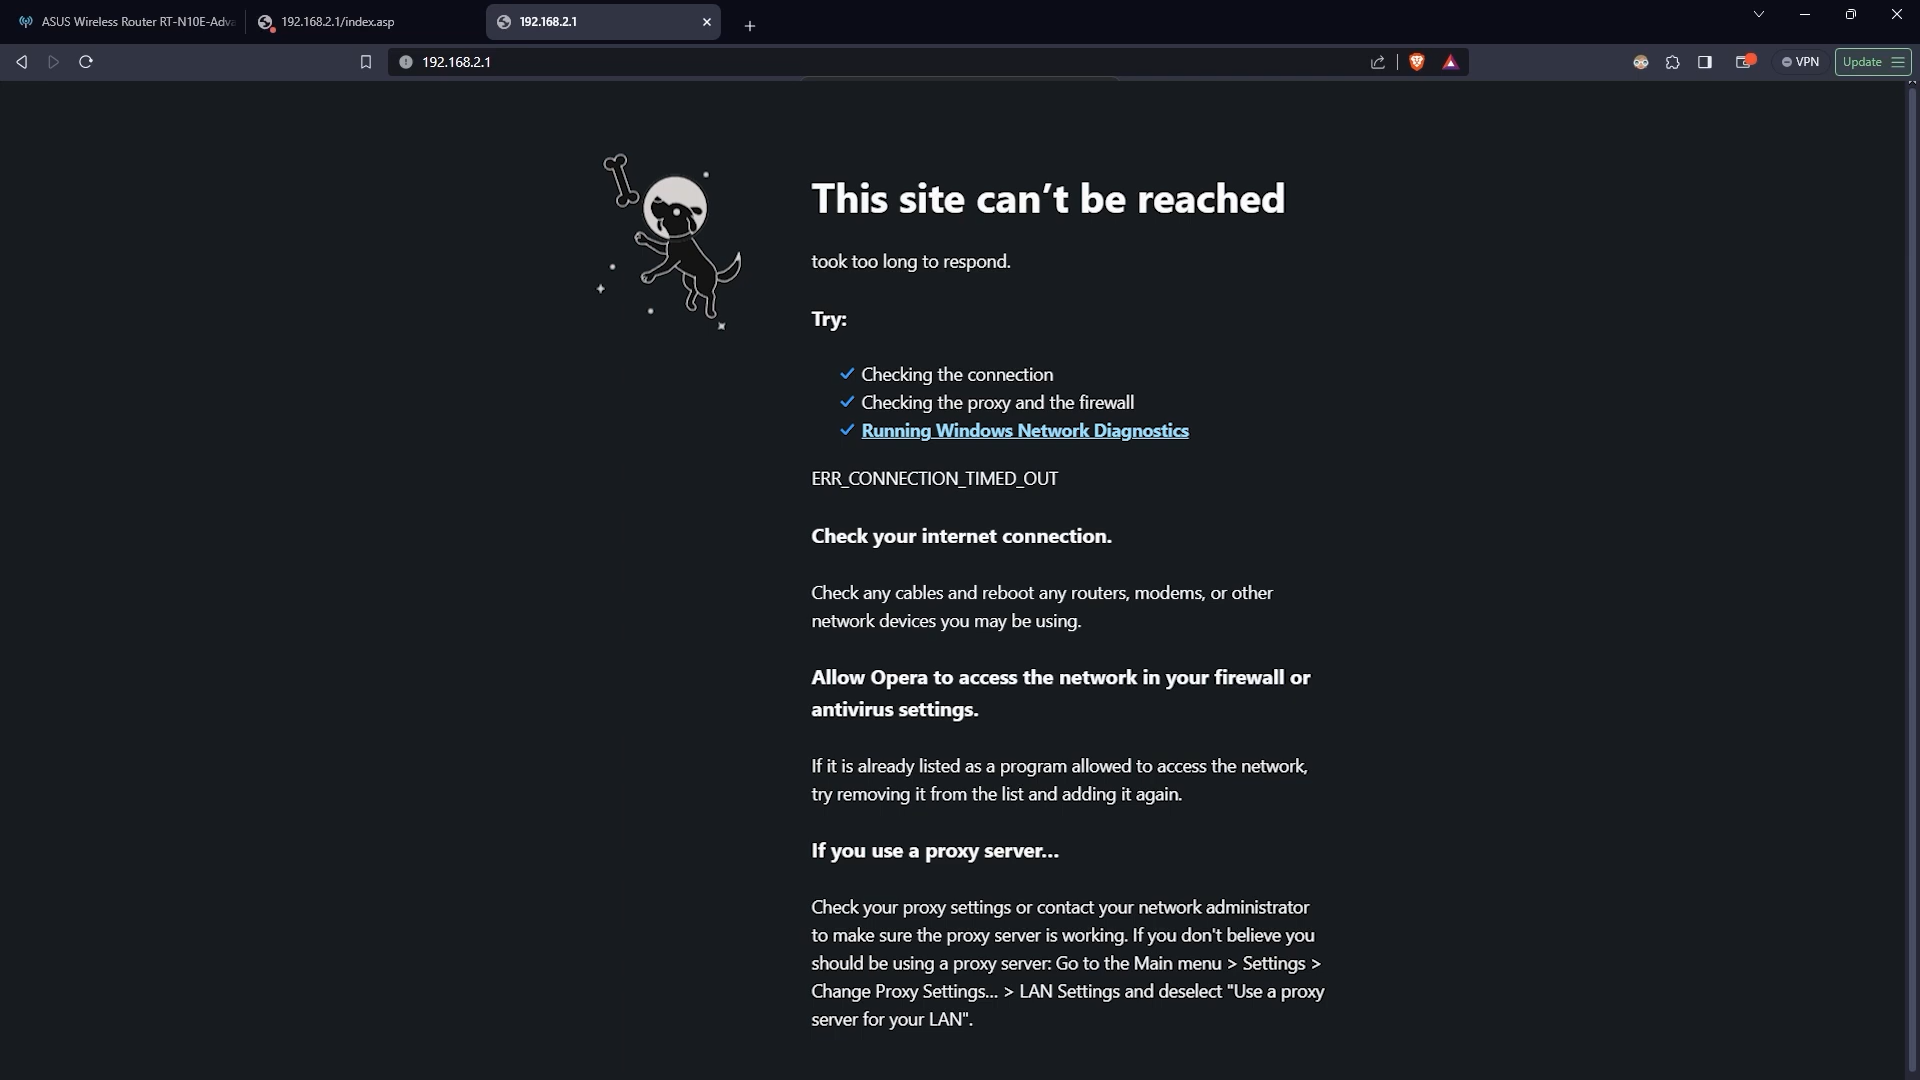 ASUS Wireless Router RT-N10E-Adva
192.168.2.1/index.asp
192.168.2.1
192.168.2.1
VPN
Update
This site can’t be reached
took too long to respond.
Try:
Checking the connection
Checking the proxy and the firewall
Running Windows Network Diagnostics
ERR_CONNECTION_TIMED_OUT
Check your internet connection.
Check any cables and reboot any routers, modems, or other
network devices you may be using.
Allow Opera to access the network in your firewall or
antivirus settings.
If it is already listed as a program allowed to access the network,
try removing it from the list and adding it again.
If you use a proxy server...
Check your proxy settings or contact your network administrator
to make sure the proxy server is working. If you don't believe you
should be using a proxy server: Go to the Main menu > Settings >
Change Proxy Settings... > LAN Settings and deselect "Use a proxy
server for your LAN".